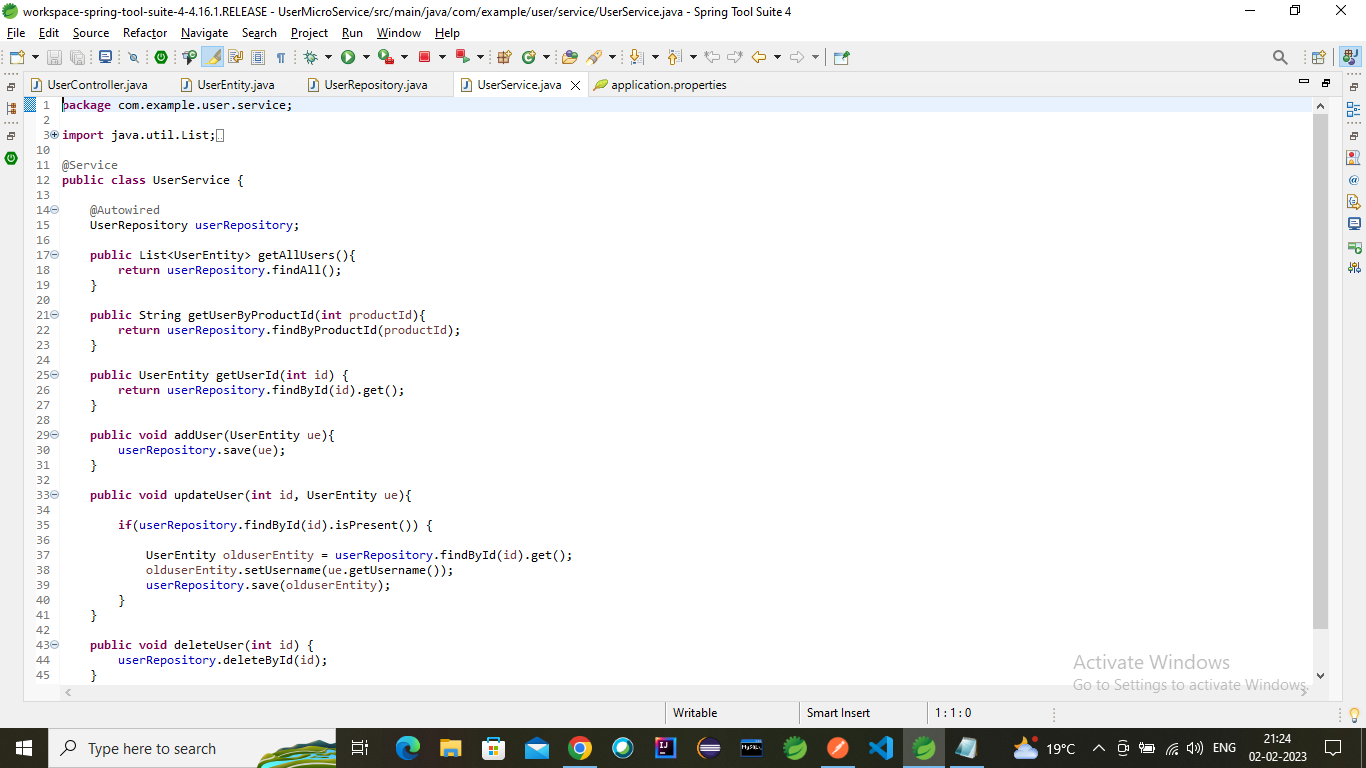 workspace-spring-tool-suite-4-4.16.1.RELEASE - UserMicroService/src/main/java/com/example/user/service/UserService.java - Spring Tool Suite 4
File Edit Source Refactor Navigate Search Project Run Window Help
UserController.java UserEntity.java UserRepository.java UserService.java application.properties
1 package com.example.user.service;
2
3 import java.util.List;
10
11 @Service
12 public class UserService {
13
14 @Autowired
15 UserRepository userRepository;
16
17 public List<UserEntity> getAllUsers(){
18 return userRepository.findAll();
19 }
20
21 public String getUserByProductId(int productId){
22 return userRepository.findByProductId(productId);
23 }
24
25 public UserEntity getUserId(int id) {
26 return userRepository.findById(id).get();
27 }
28
29 public void addUser(UserEntity ue){
30 userRepository.save(ue);
31 }
32
33 public void updateUser(int id, UserEntity ue){
34
35 if(userRepository.findById(id).isPresent()) {
36
37 UserEntity olduserEntity = userRepository.findById(id).get();
38 olduserEntity.setUsername(ue.getUsername());
39 userRepository.save(olduserEntity);
40 }
41 }
42
43 public void deleteUser(int id) {
44 userRepository.deleteById(id);
45 }
Activate Windows
Go to Settings to activate Windows.
Writable Smart Insert 1 : 1 : 0
Type here to search
19°C ENG 21:24
02-02-2023